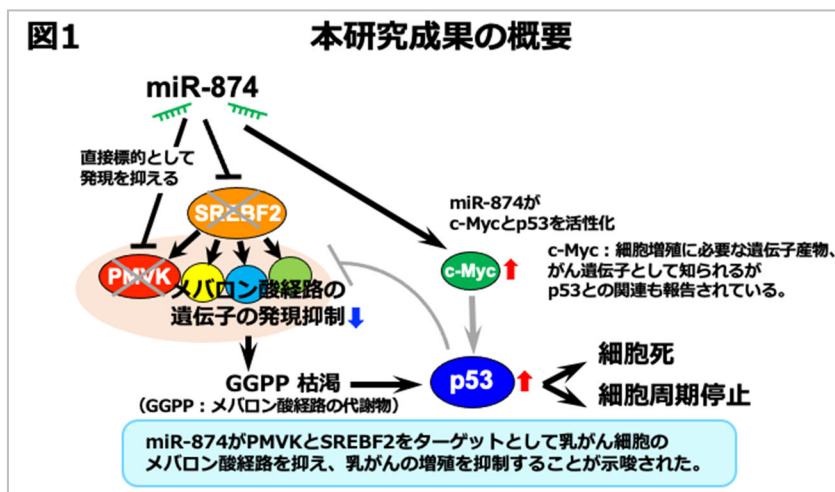 図1
本研究成果の概要
miR-874
直接標的として
発現を抑える
SREBF2
PMVK
メバロン酸経路の
遺伝子の発現抑制
miR-874が
c-Mycとp53を活性化
c-Myc
c-Myc：細胞増殖に必要な遺伝子産物、
がん遺伝子として知られるが
p53との関連も報告されている。
GGPP 枯渇
（GGPP：メバロン酸経路の代謝物）
p53
細胞死
細胞周期停止
miR-874がPMVKとSREBF2をターゲットとして乳がん細胞の
メバロン酸経路を抑え、乳がんの増殖を抑制することが示唆された。